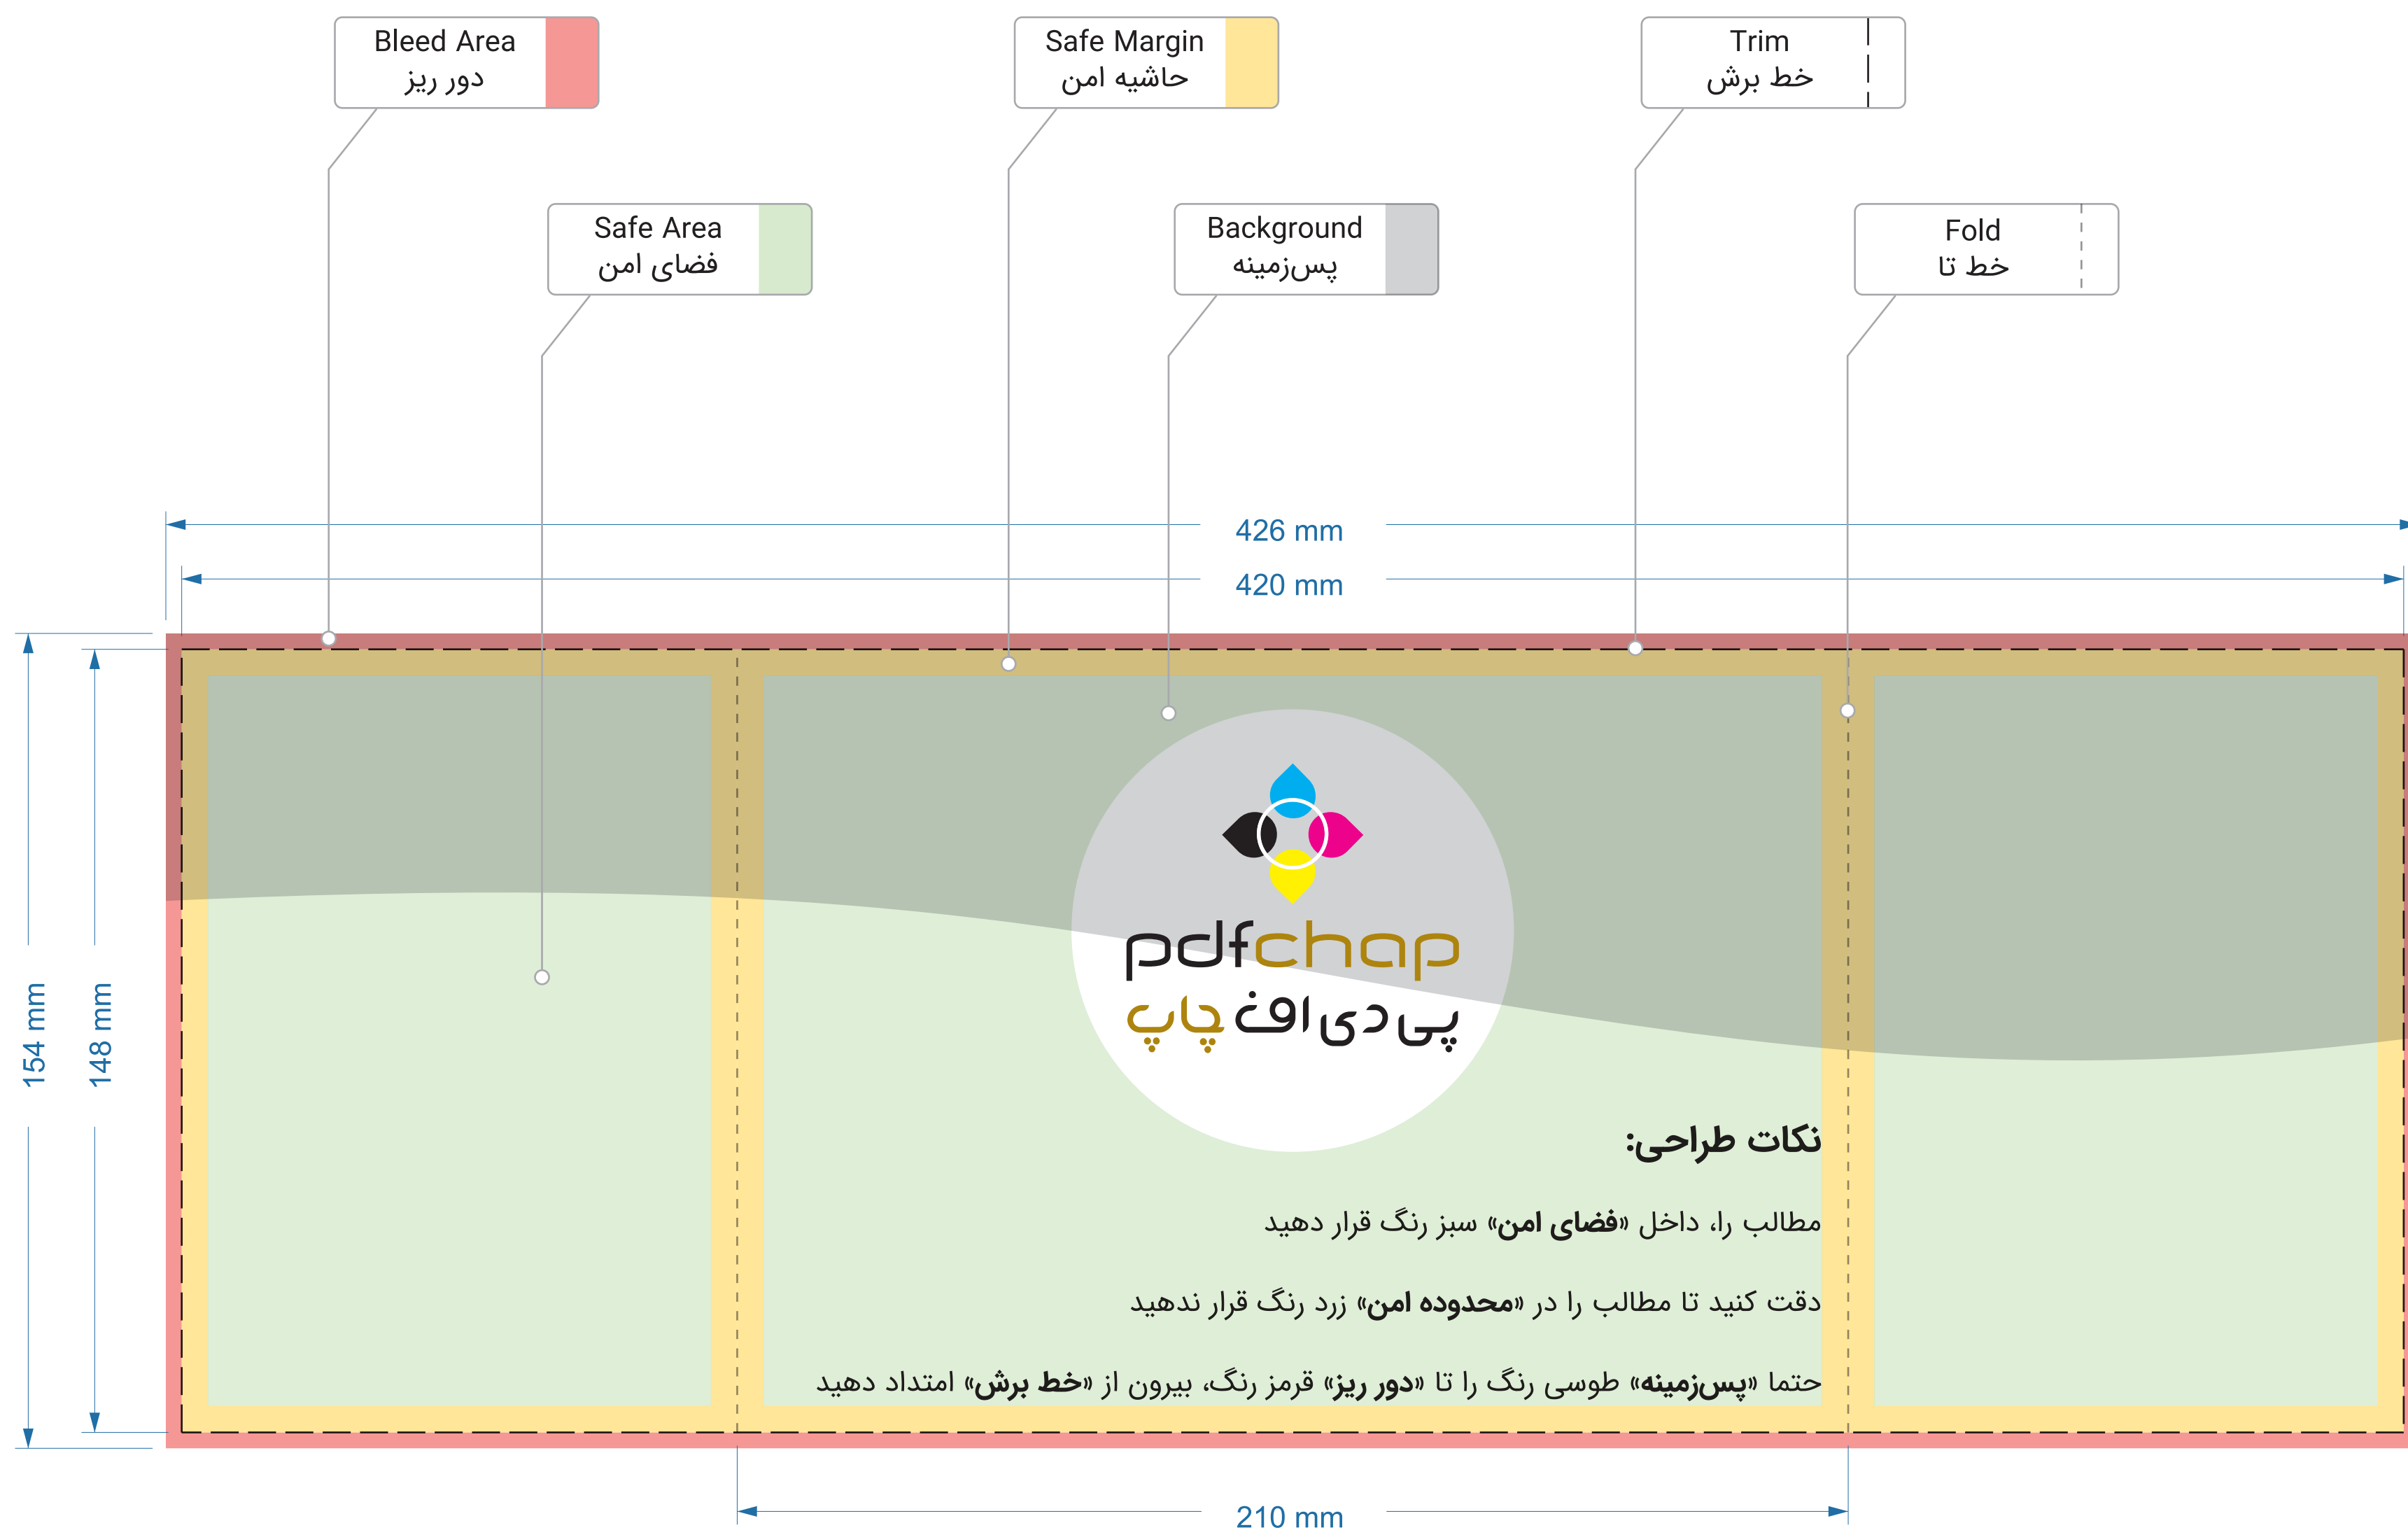 Bleed Area
دور ریز
Safe Margin
حاشیه امن
Trim
خط برش
Safe Area
فضای امن
Background
پس‌زمینه
Fold
خط تا
426 mm
420 mm
154 mm
148 mm
pdfchap
پی دی اف چاپ
نکات طراحی:
مطالب را، داخل «فضای امن» سبز رنگ قرار دهید
دقت کنید تا مطالب را در «محدوده امن» زرد رنگ قرار ندهید
حتما «پس‌زمینه» طوسی رنگ را تا «دور ریز» قرمز رنگ، بیرون از «خط برش» امتداد دهید
210 mm